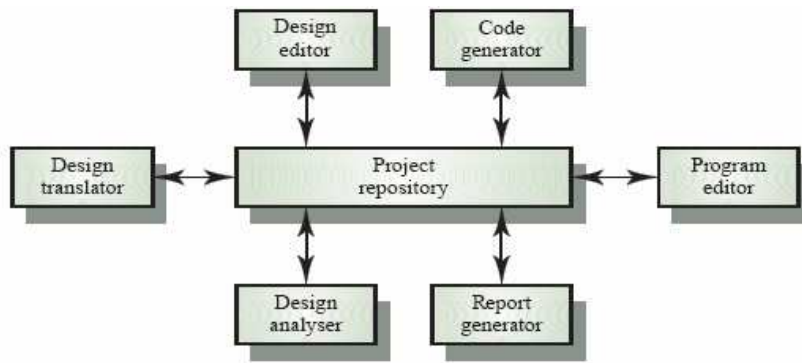 Design
editor
Code
generator
Design
translator
Project
repository
Program
editor
Design
analyser
Report
generator